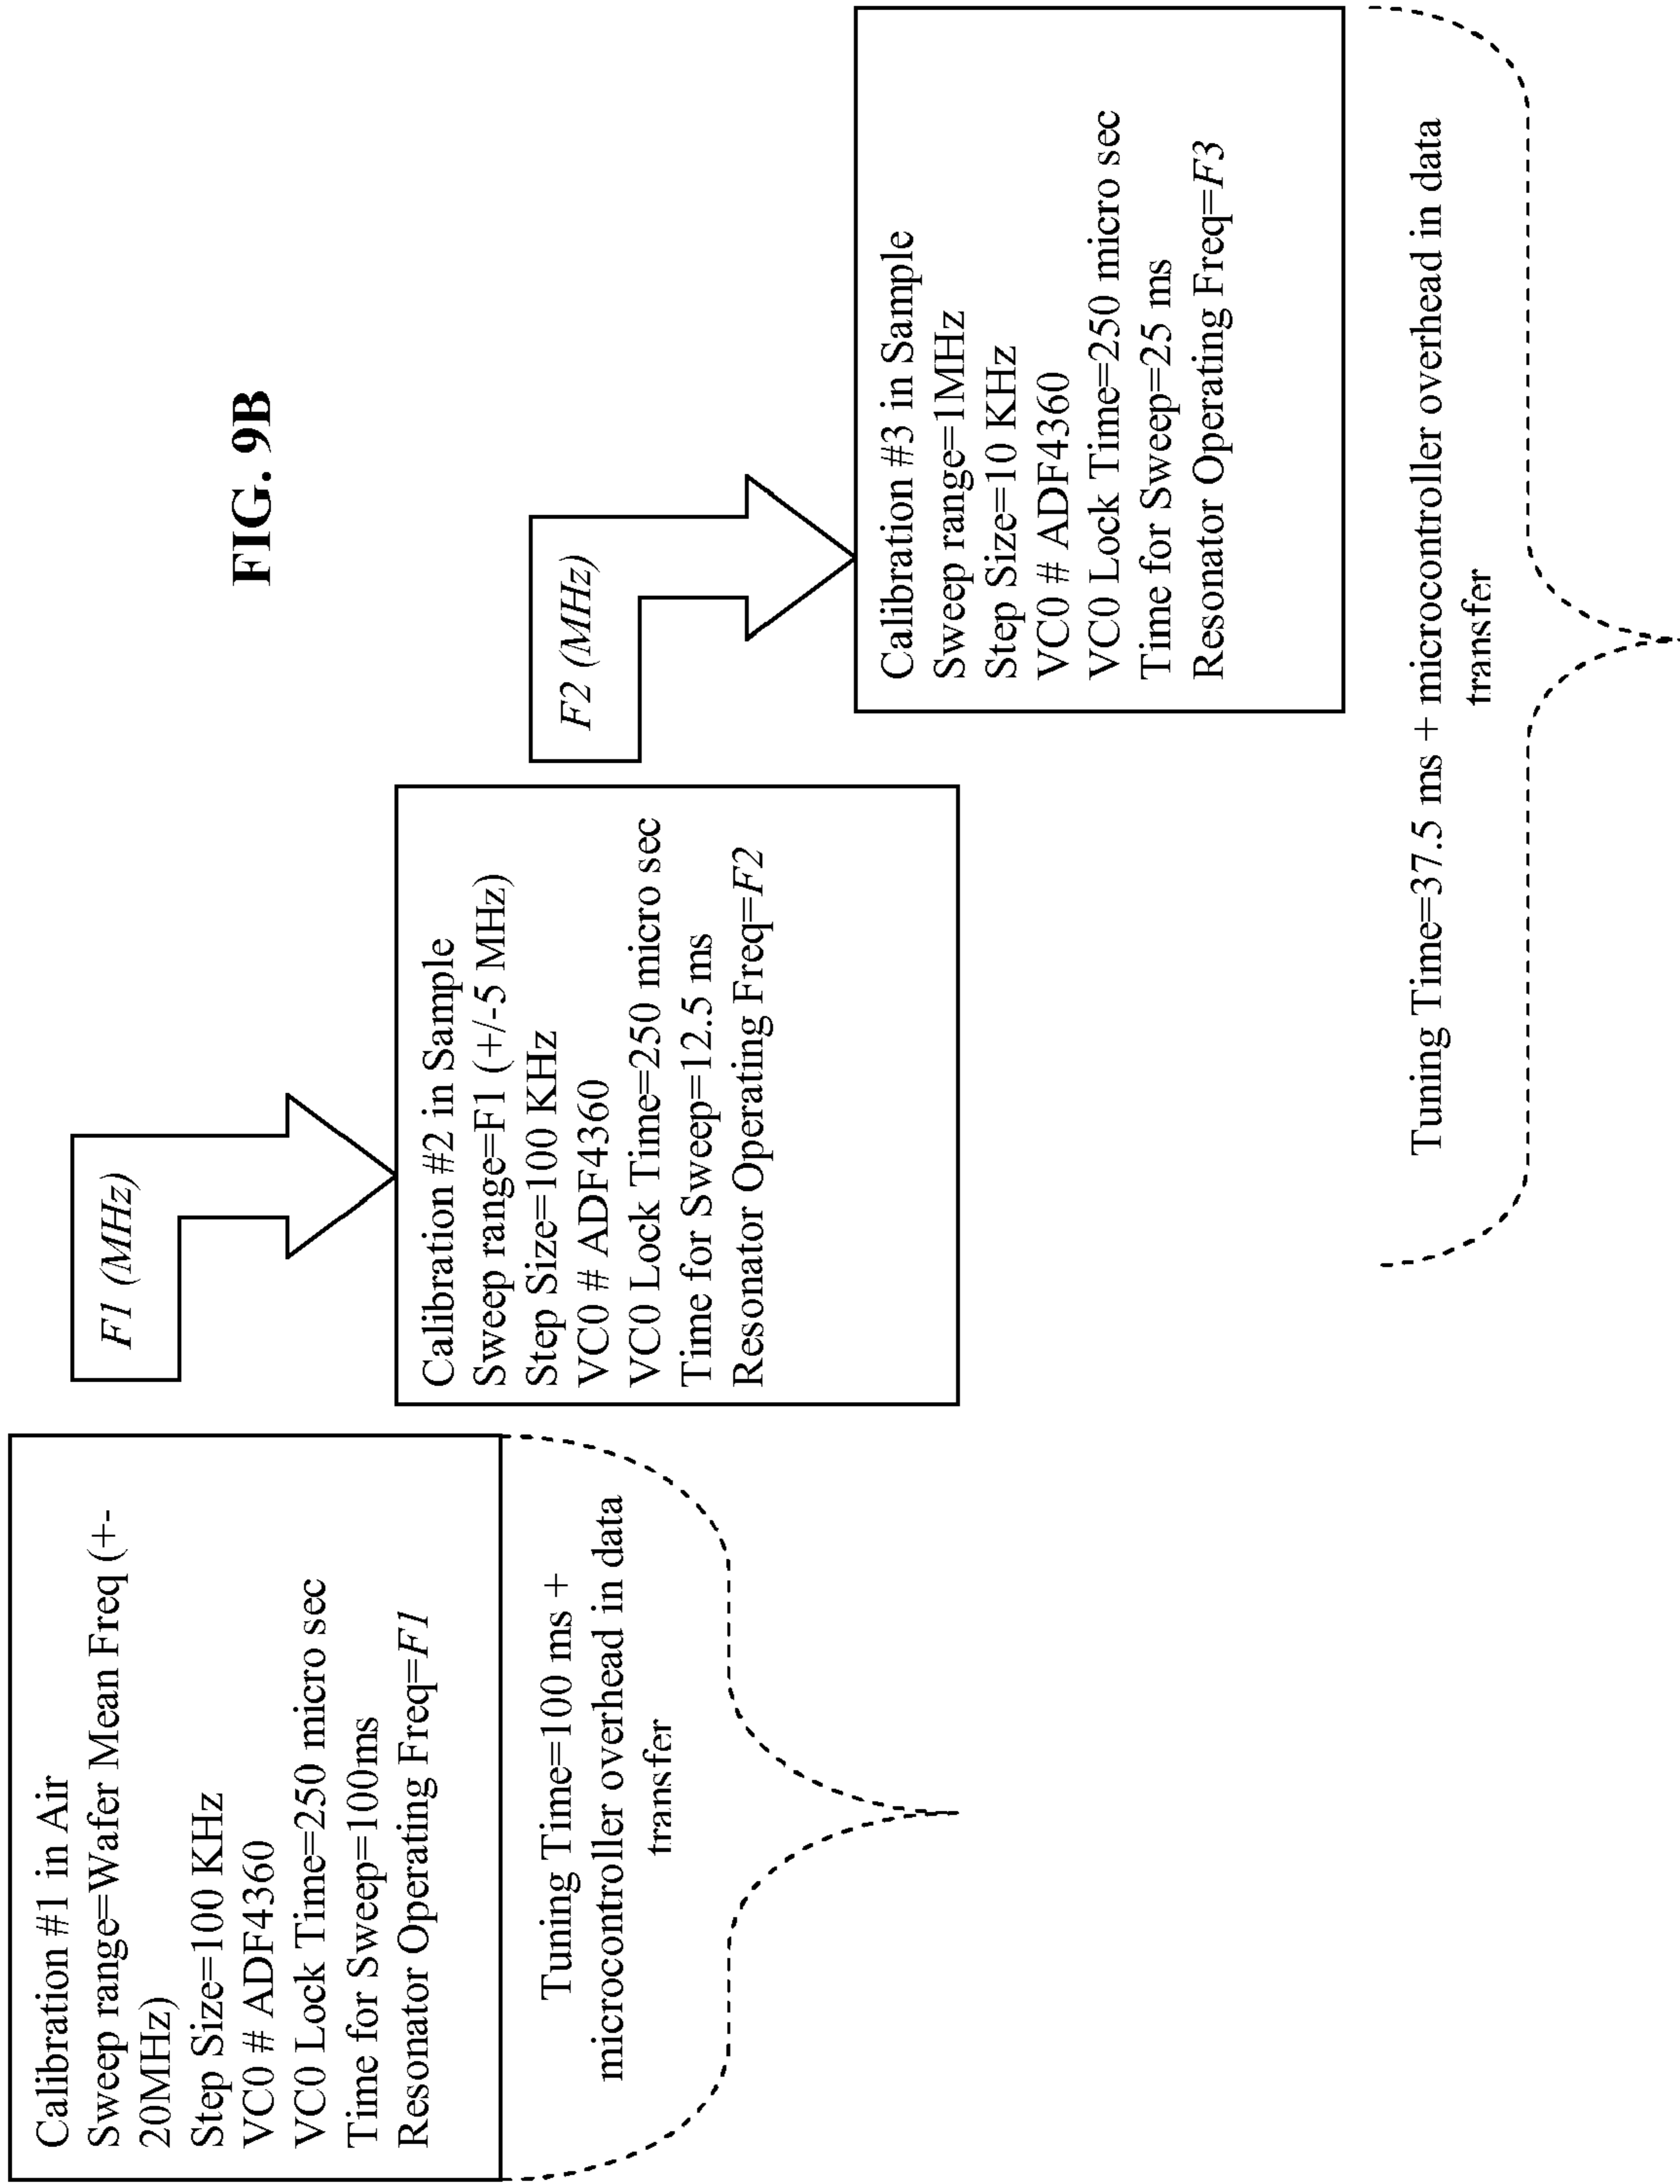 FIG. 9B
Calibration #1 in Air
Sweep range=Wafer Mean Freq (+-
20MHz)
Step Size=100 KHz
VC0 # ADF4360
VC0 Lock Time=250 micro sec
Time for Sweep=100ms
Resonator Operating Freq=F1
Tuning Time=100 ms +
microcontroller overhead in data
transfer
F1 (MHz)
Calibration #2 in Sample
Sweep range=F1 (+/-5 MHz)
Step Size=100 KHz
VC0 # ADF4360
VC0 Lock Time=250 micro sec
Time for Sweep=12.5 ms
Resonator Operating Freq=F2
F2 (MHz)
Calibration #3 in Sample
Sweep range=1MHz
Step Size=10 KHz
VC0 # ADF4360
VC0 Lock Time=250 micro sec
Time for Sweep=25 ms
Resonator Operating Freq=F3
Tuning Time=37.5 ms + microcontroller overhead in data
transfer